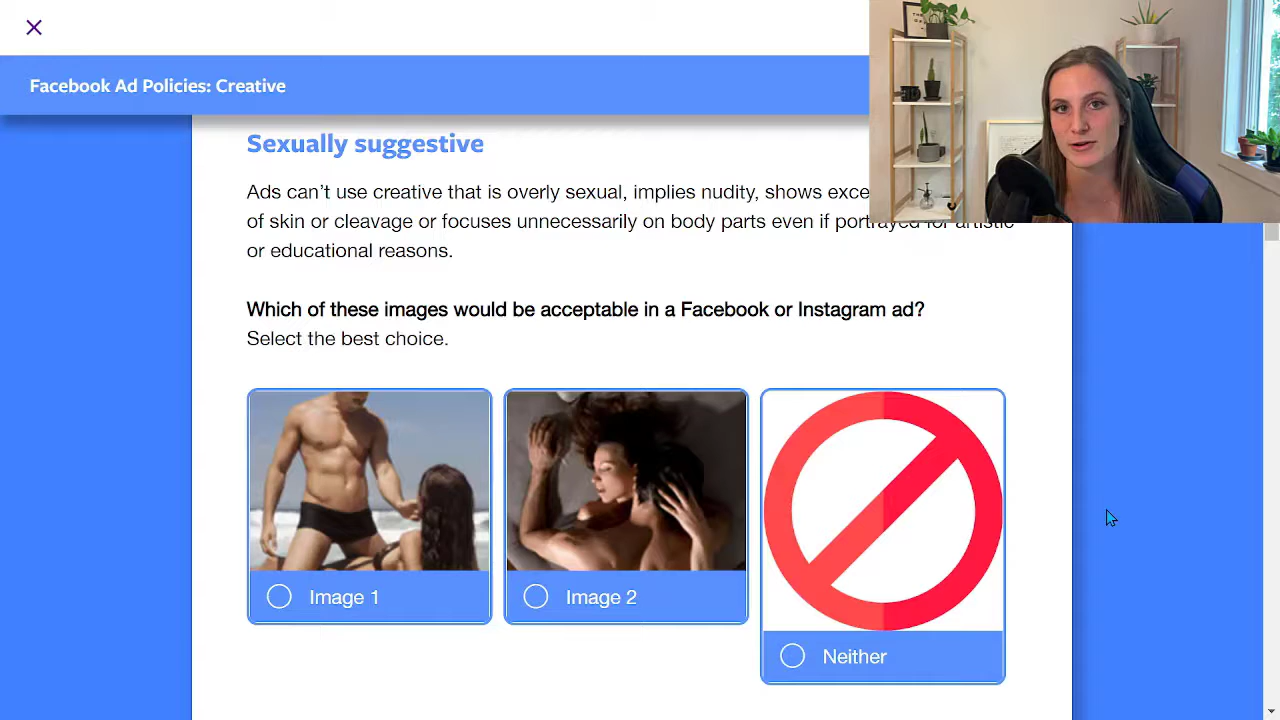 Facebook Ad Policies: Creative
Sexually suggestive
Ads can’t use creative that is overly sexual, implies nudity, shows
of skin or cleavage or focuses unnecessarily on body parts even if portrayed for artistic
or educational reasons.
Which of these images would be acceptable in a Facebook or Instagram ad?
Select the best choice.
Image 1
Image 2
Neither